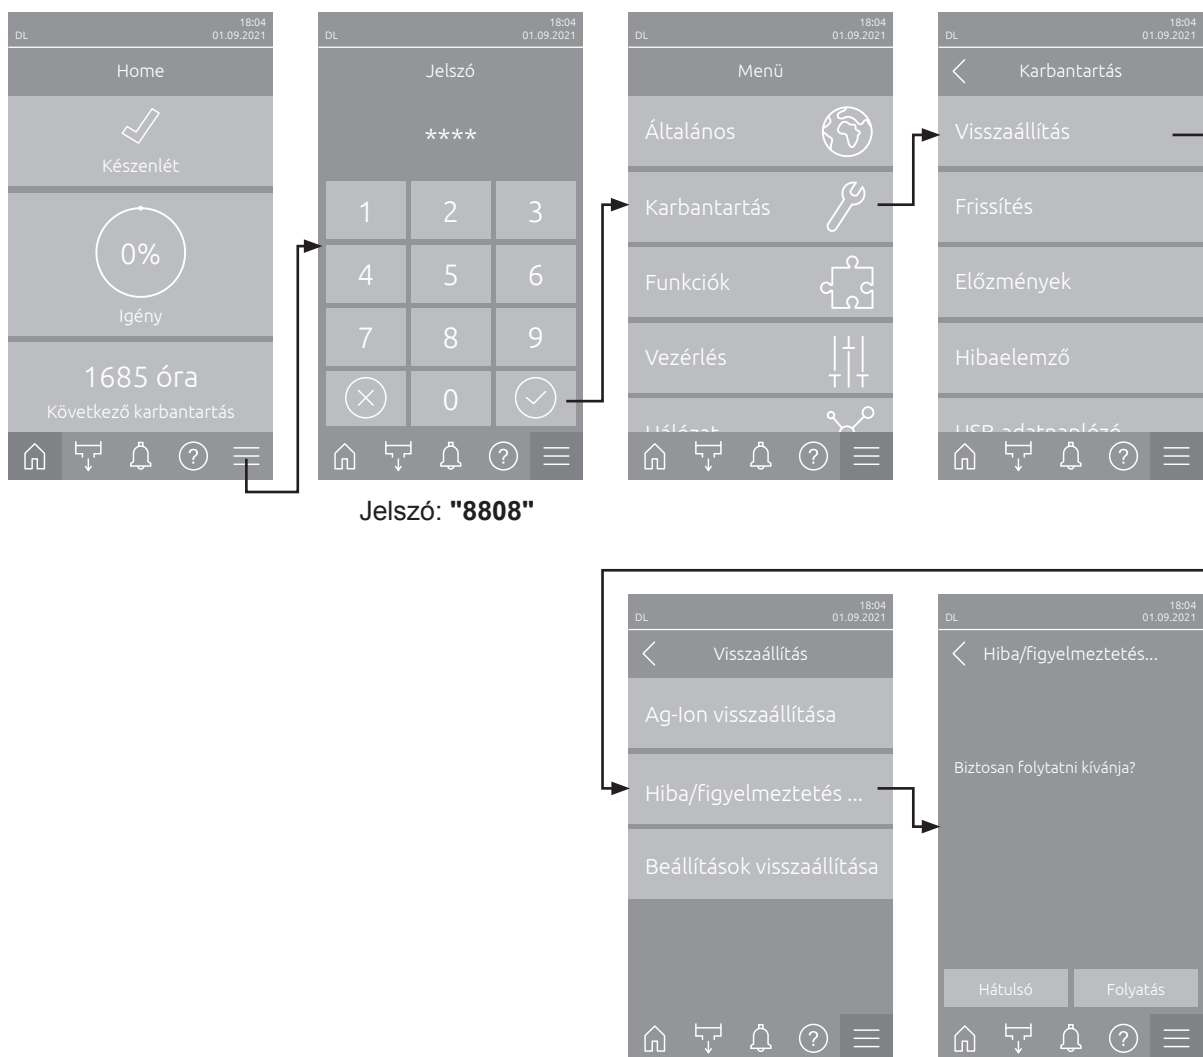 18:04
DL 01.09.2021
Home
Készenlét
0%
Igény
1685 óra
Következő karbantartás
18:04
DL 01.09.2021
Jelszó
****
1 2 3
4 5 6
7 8 9
0
Jelszó: "8808"
18:04
DL 01.09.2021
Menü
Általános
Karbantartás
Funkciók
Vezérlés
Hálózat
18:04
DL 01.09.2021
Karbantartás
Visszaállítás
Frissítés
Előzmények
Hibaelemző
USB adatnaplózó
18:04
DL 01.09.2021
Visszaállítás
Ag-Ion visszaállítása
Hiba/figyelmeztetés ...
Beállítások visszaállítása
18:04
DL 01.09.2021
Hiba/figyelmeztetés...
Biztosan folytatni kívánja?
Hátulsó Folyatás